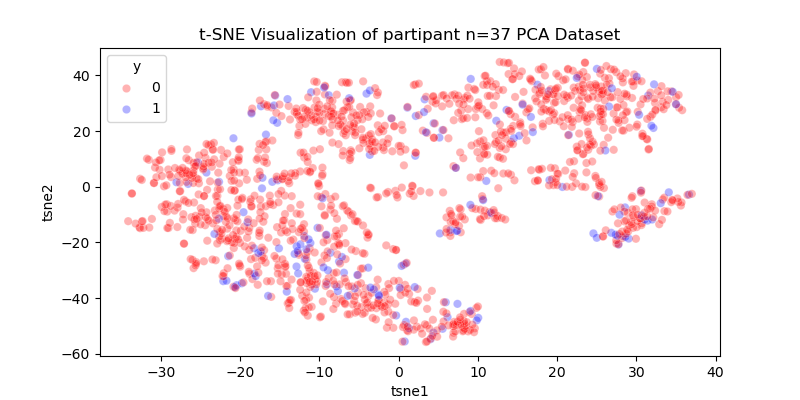 t-SNE Visualization of partipant n=37 PCA Dataset
y
0
1
tsne2
40
20
0
−20
−40
−60
−30 −20 −10 0 10 20 30 40
tsne1